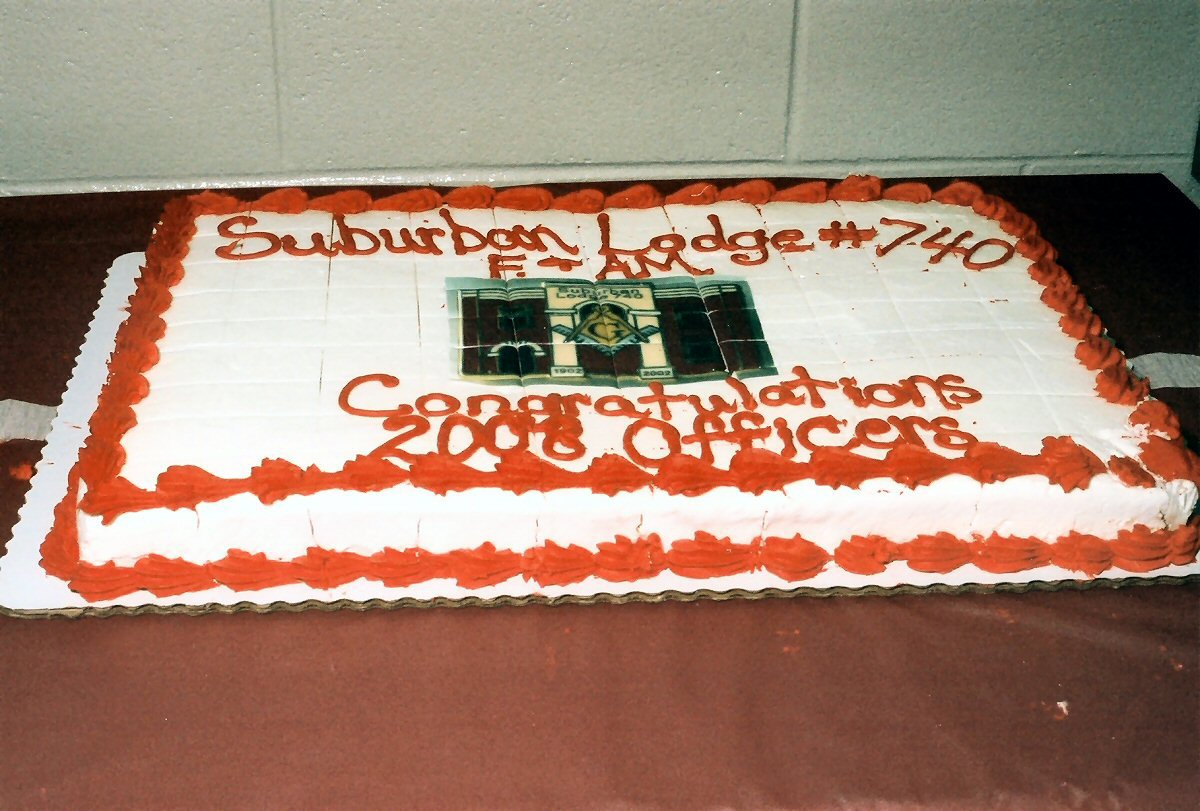 Suburban Lodge #740
F. + AM
Suburban
Lodge 740
G
1902 2002
Congratulations
2008 Officers